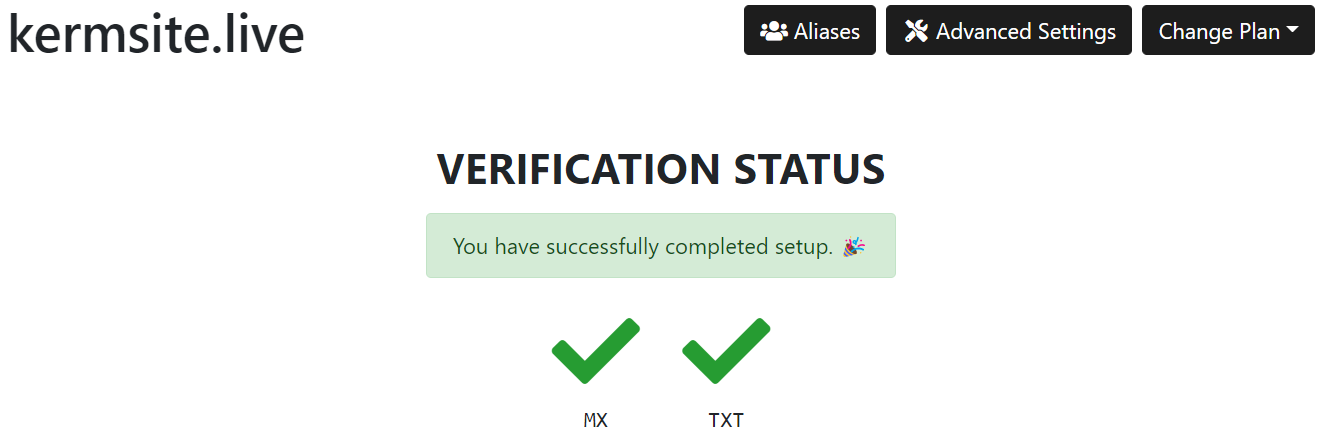 kermsite.live
Aliases
Advanced Settings
Change Plan
VERIFICATION STATUS
You have successfully completed setup. 🎉
MX
TXT